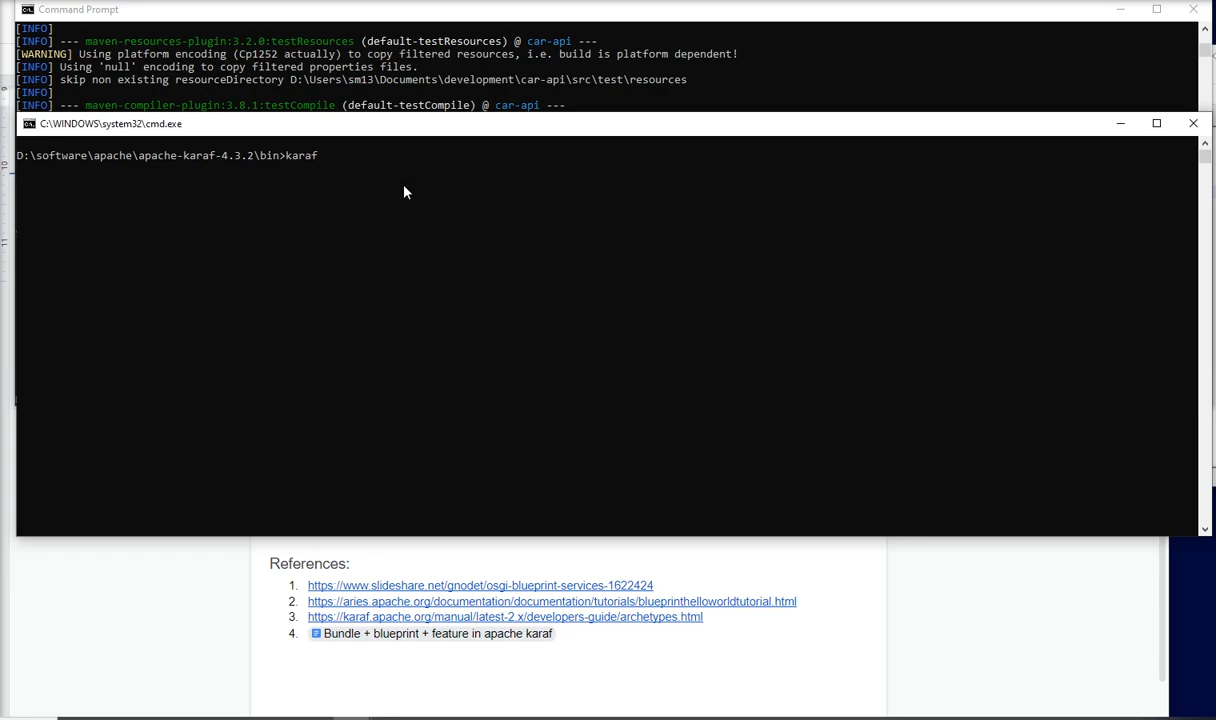 Command Prompt
[INFO]
[INFO] --- maven-resources-plugin:3.2.0:testResources (default-testResources) @ car-api ---
[WARNING] Using platform encoding (Cp1252 actually) to copy filtered resources, i.e. build is platform dependent!
[INFO] Using 'null' encoding to copy filtered properties files.
[INFO] skip non existing resourceDirectory D:\Users\sm13\Documents\development\car-api\src\test\resources
[INFO]
[INFO] --- maven-compiler-plugin:3.8.1:testCompile (default-testCompile) @ car-api ---
C:\WINDOWS\system32\cmd.exe
D:\software\apache\apache-karaf-4.3.2\bin>karaf
9
10
11
References:
1. https://www.slideshare.net/gnodet/osgi-blueprint-services-1622424
2. https://aries.apache.org/documentation/documentation/tutorials/blueprinthelloworldtutorial.html
3. https://karaf.apache.org/manual/latest-2.x/developers-guide/archetypes.html
4. Bundle + blueprint + feature in apache karaf